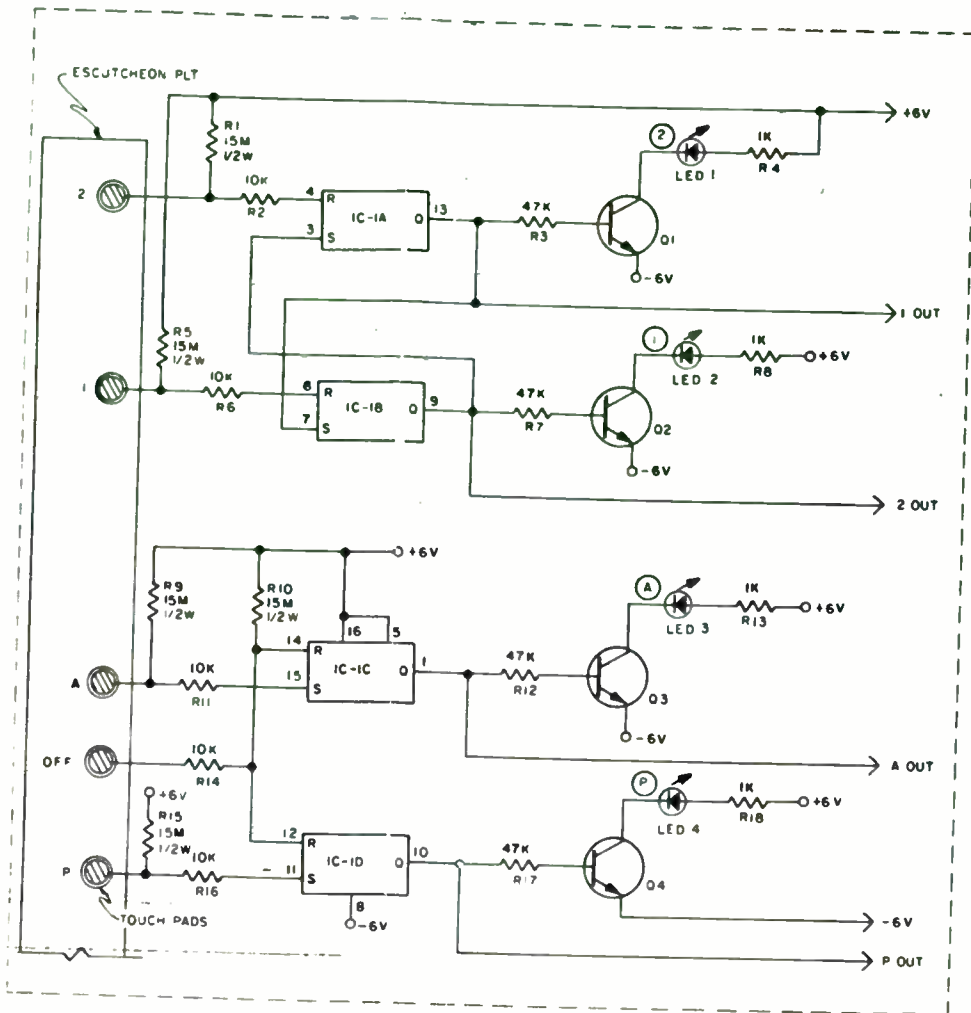 ESCUTCHEON PLT
+6V
R1
15M
1/2W
2
1K
R4
LED 1
2
10K
R2
4
R
IC-1A
Q
13
3
S
47K
R3
Q1
-6V
1 OUT
R5
15M
1/2W
1
1K
R8
+6V
LED 2
1
10K
R6
6
R
IC-1B
Q
9
7
S
47K
R7
Q2
-6V
2 OUT
+6V
R9
15M
1/2W
R10
15M
1/2W
16
5
A
1K
R13
+6V
LED 3
14
R
IC-1C
Q
1
15
S
A
10K
R11
47K
R12
Q3
-6V
OFF
10K
R14
A OUT
+6V
R15
15M
1/2W
P
1K
R18
+6V
LED 4
12
R
IC-1D
Q
10
11
S
P
10K
R16
8
-6V
47K
R17
Q4
-6V
TOUCH PADS
P OUT